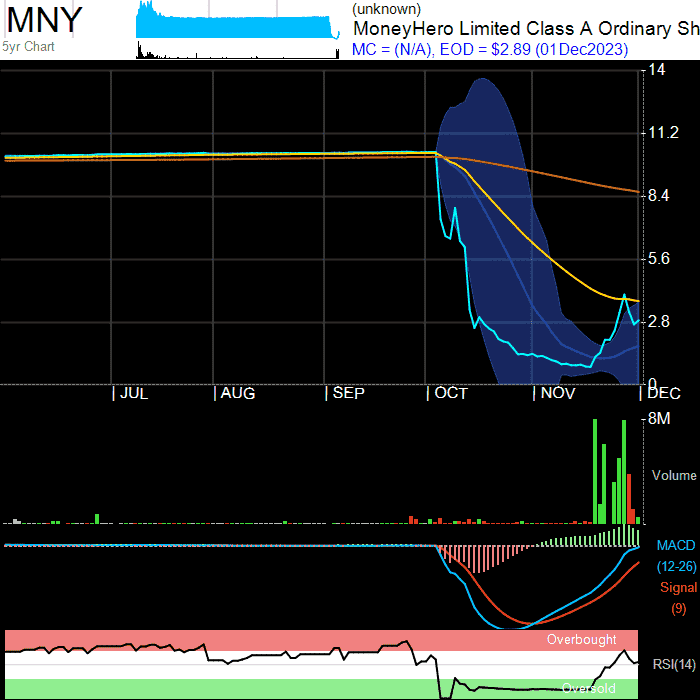 MNY
5yr Chart
(unknown)
MoneyHero Limited Class A Ordinary Sh
MC = (N/A), EOD = $2.89 (01Dec2023)
14
11.2
8.4
5.6
2.8
0
JUL AUG SEP OCT NOV DEC
8M
Volume
MACD
(12-26)
Signal
(9)
Overbought
RSI(14)
Oversold